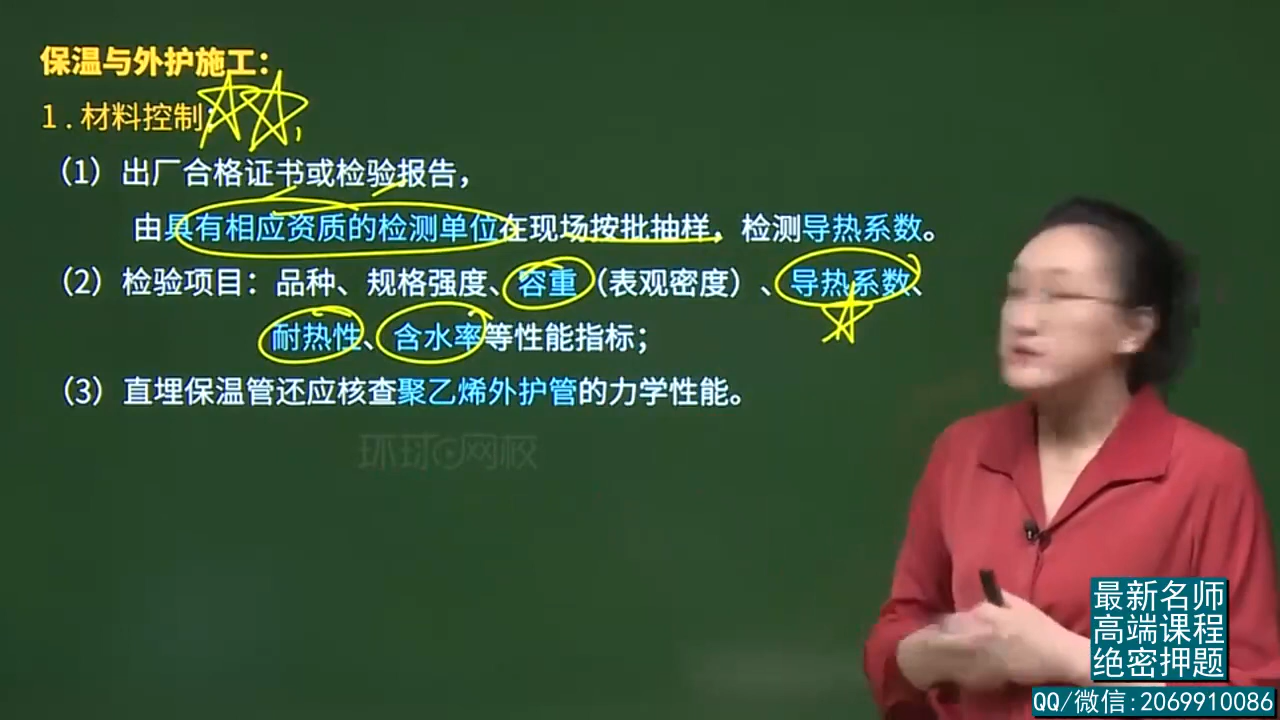 保温与外护施工：
1.材料控制：
（1）出厂合格证书或检验报告，
由具有相应资质的检测单位在现场按批抽样，检测导热系数。
（2）检验项目：品种、规格强度、容重（表观密度）、导热系数、
耐热性、含水率等性能指标；
（3）直埋保温管还应核查聚乙烯外护管的力学性能。
环球网校
最新名师
高端课程
绝密押题
QQ/微信:2069910086